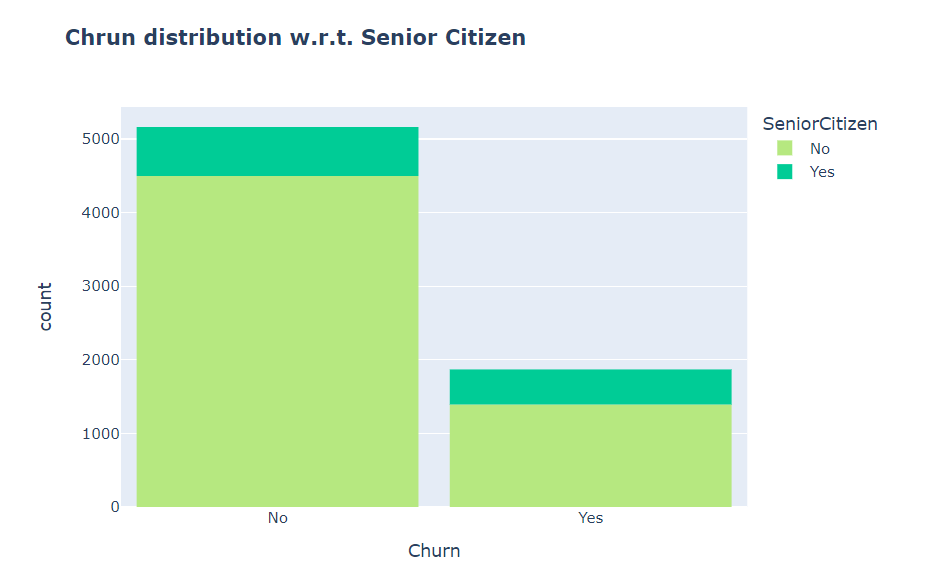 Chrun distribution w.r.t. Senior Citizen
SeniorCitizen
No
Yes
5000
4000
3000
2000
1000
0
count
No Yes
Churn